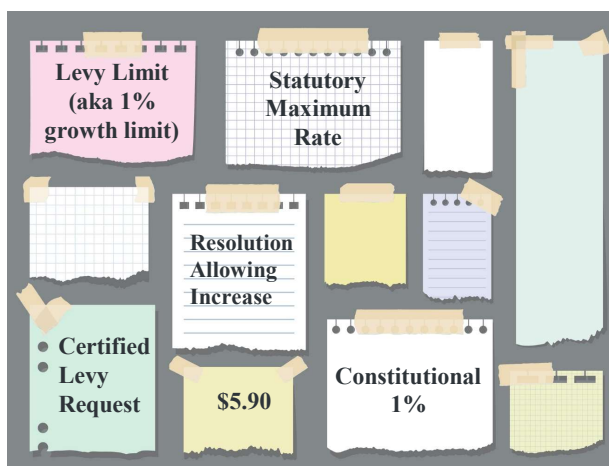 Levy Limit
(aka 1%
growth limit)
Statutory
Maximum
Rate
Resolution
Allowing
Increase
Certified
Levy
Request
$5.90
Constitutional
1%